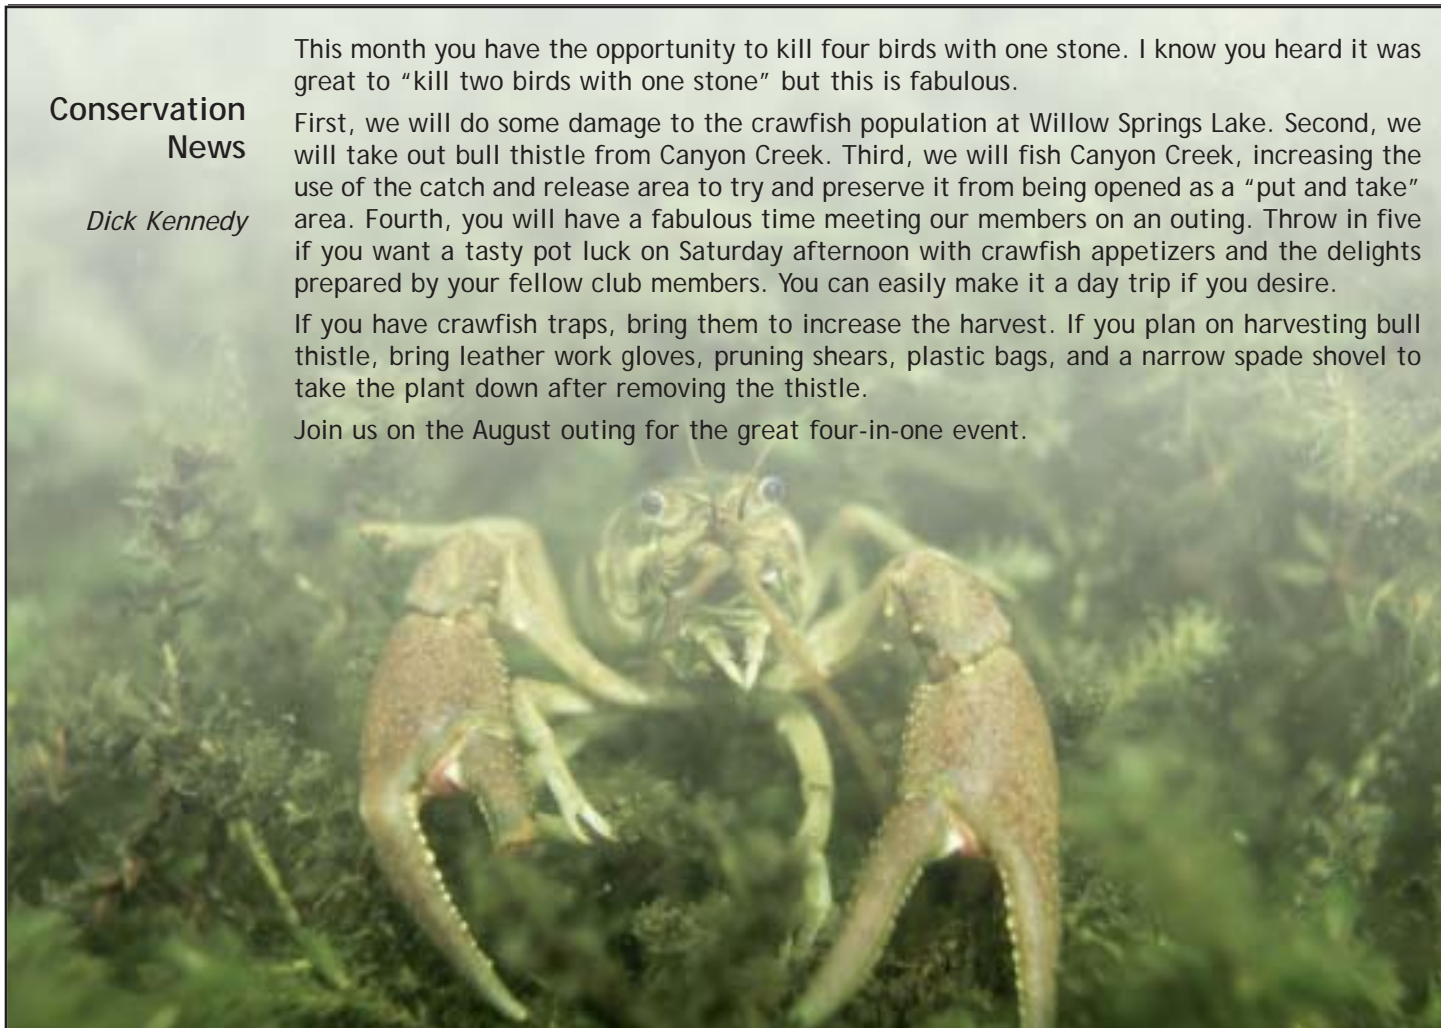 Conservation
News
Dick Kennedy
This month you have the opportunity to kill four birds with one stone. I know you heard it was
great to “kill two birds with one stone” but this is fabulous.
First, we will do some damage to the crawfish population at Willow Springs Lake. Second, we
will take out bull thistle from Canyon Creek. Third, we will fish Canyon Creek, increasing the
use of the catch and release area to try and preserve it from being opened as a “put and take”
area. Fourth, you will have a fabulous time meeting our members on an outing. Throw in five
if you want a tasty pot luck on Saturday afternoon with crawfish appetizers and the delights
prepared by your fellow club members. You can easily make it a day trip if you desire.
If you have crawfish traps, bring them to increase the harvest. If you plan on harvesting bull
thistle, bring leather work gloves, pruning shears, plastic bags, and a narrow spade shovel to
take the plant down after removing the thistle.
Join us on the August outing for the great four-in-one event.